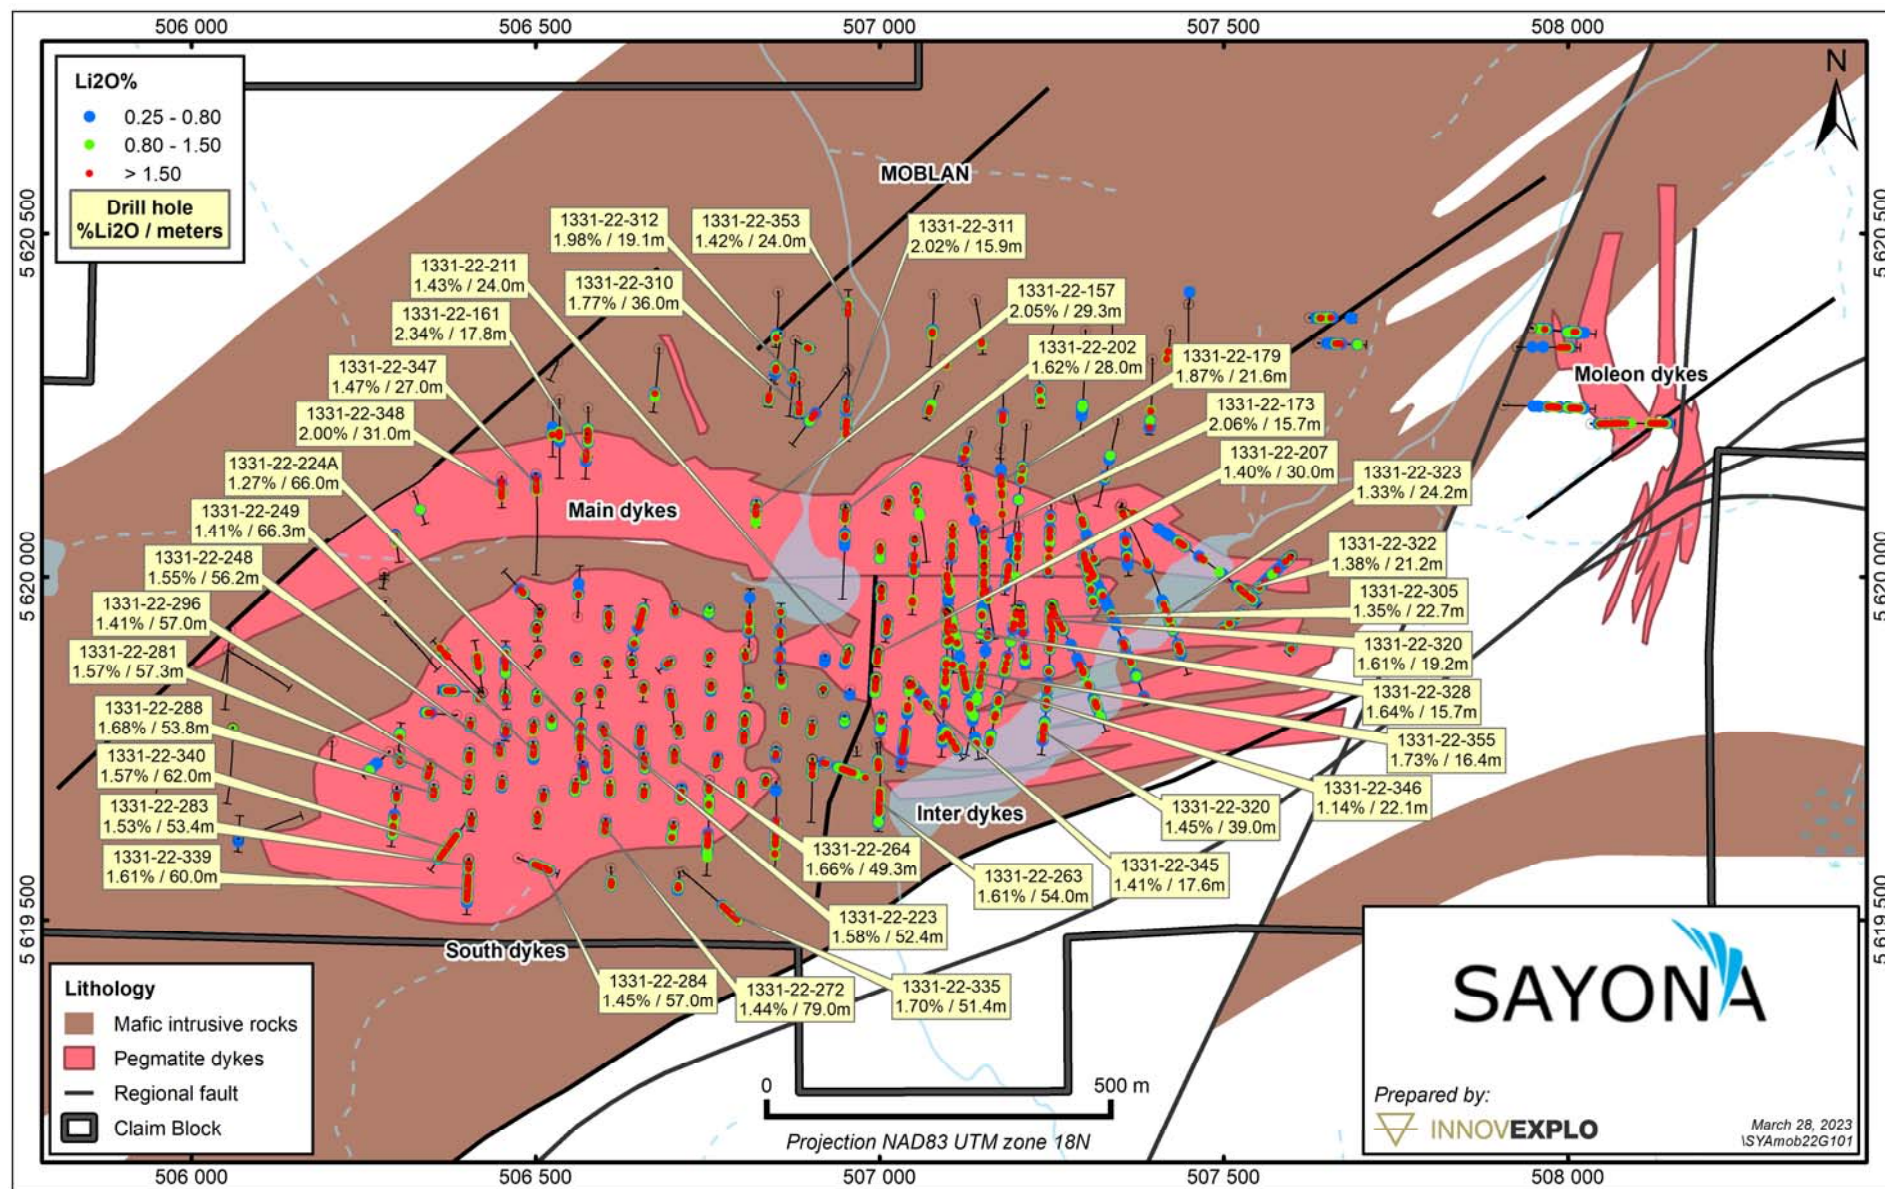 506 000
506 500
507 000
507 500
508 000
5 620 500
5 620 000
5 619 500
5 620 500
5 620 000
5 619 500
Li2O%
0.25 - 0.80
0.80 - 1.50
> 1.50
Drill hole
%Li2O / meters
N
MOBLAN
1331-22-312
1.98% / 19.1m
1331-22-353
1.42% / 24.0m
1331-22-311
2.02% / 15.9m
1331-22-211
1.43% / 24.0m
1331-22-310
1.77% / 36.0m
1331-22-157
2.05% / 29.3m
1331-22-161
2.34% / 17.8m
1331-22-202
1.62% / 28.0m
1331-22-179
1.87% / 21.6m
1331-22-347
1.47% / 27.0m
Moleon dykes
1331-22-348
2.00% / 31.0m
1331-22-173
2.06% / 15.7m
1331-22-224A
1.27% / 66.0m
1331-22-207
1.40% / 30.0m
1331-22-323
1.33% / 24.2m
Main dykes
1331-22-249
1.41% / 66.3m
1331-22-248
1.55% / 56.2m
1331-22-322
1.38% / 21.2m
1331-22-296
1.41% / 57.0m
1331-22-305
1.35% / 22.7m
1331-22-281
1.57% / 57.3m
1331-22-320
1.61% / 19.2m
1331-22-288
1.68% / 53.8m
1331-22-328
1.64% / 15.7m
1331-22-340
1.57% / 62.0m
1331-22-355
1.73% / 16.4m
1331-22-283
1.53% / 53.4m
1331-22-346
1.14% / 22.1m
1331-22-339
1.61% / 60.0m
Inter dykes
1331-22-320
1.45% / 39.0m
1331-22-264
1.66% / 49.3m
1331-22-345
1.41% / 17.6m
1331-22-263
1.61% / 54.0m
1331-22-223
1.58% / 52.4m
South dykes
1331-22-284
1.45% / 57.0m
1331-22-272
1.44% / 79.0m
1331-22-335
1.70% / 51.4m
Lithology
Mafic intrusive rocks
Pegmatite dykes
Regional fault
Claim Block
0
500 m
Projection NAD83 UTM zone 18N
SAYONA
Prepared by:
INNOVEXPLO
March 28, 2023
\SYAmob22G101
506 000
506 500
507 000
507 500
508 000